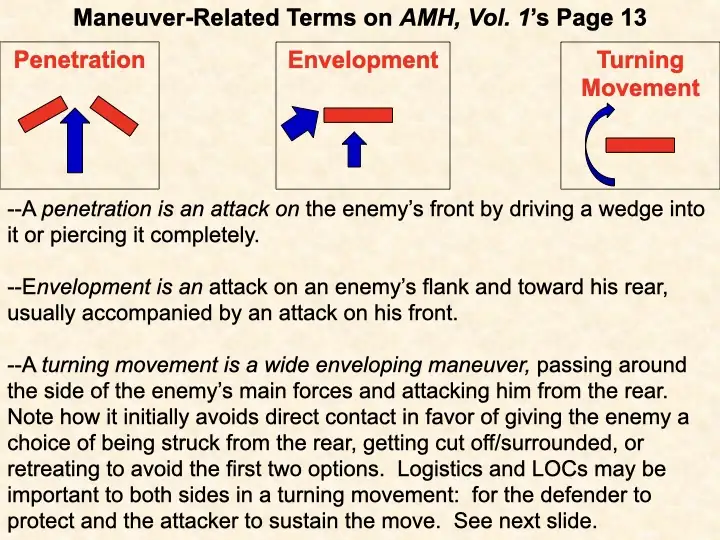 Maneuver-Related Terms on AMH, Vol. 1's Page 13
Penetration
Envelopment
Turning
Movement
--A penetration is an attack on the enemy's front by driving a wedge into
it or piercing it completely.
--Envelopment is an attack on an enemy's flank and toward his rear,
usually accompanied by an attack on his front.
--A turning movement is a wide enveloping maneuver, passing around
the side of the enemy's main forces and attacking him from the rear.
Note how it initially avoids direct contact in favor of giving the enemy a
choice of being struck from the rear, getting cut off/surrounded, or
retreating to avoid the first two options.  Logistics and LOCs may be
important to both sides in a turning movement:  for the defender to
protect and the attacker to sustain the move.  See next slide.